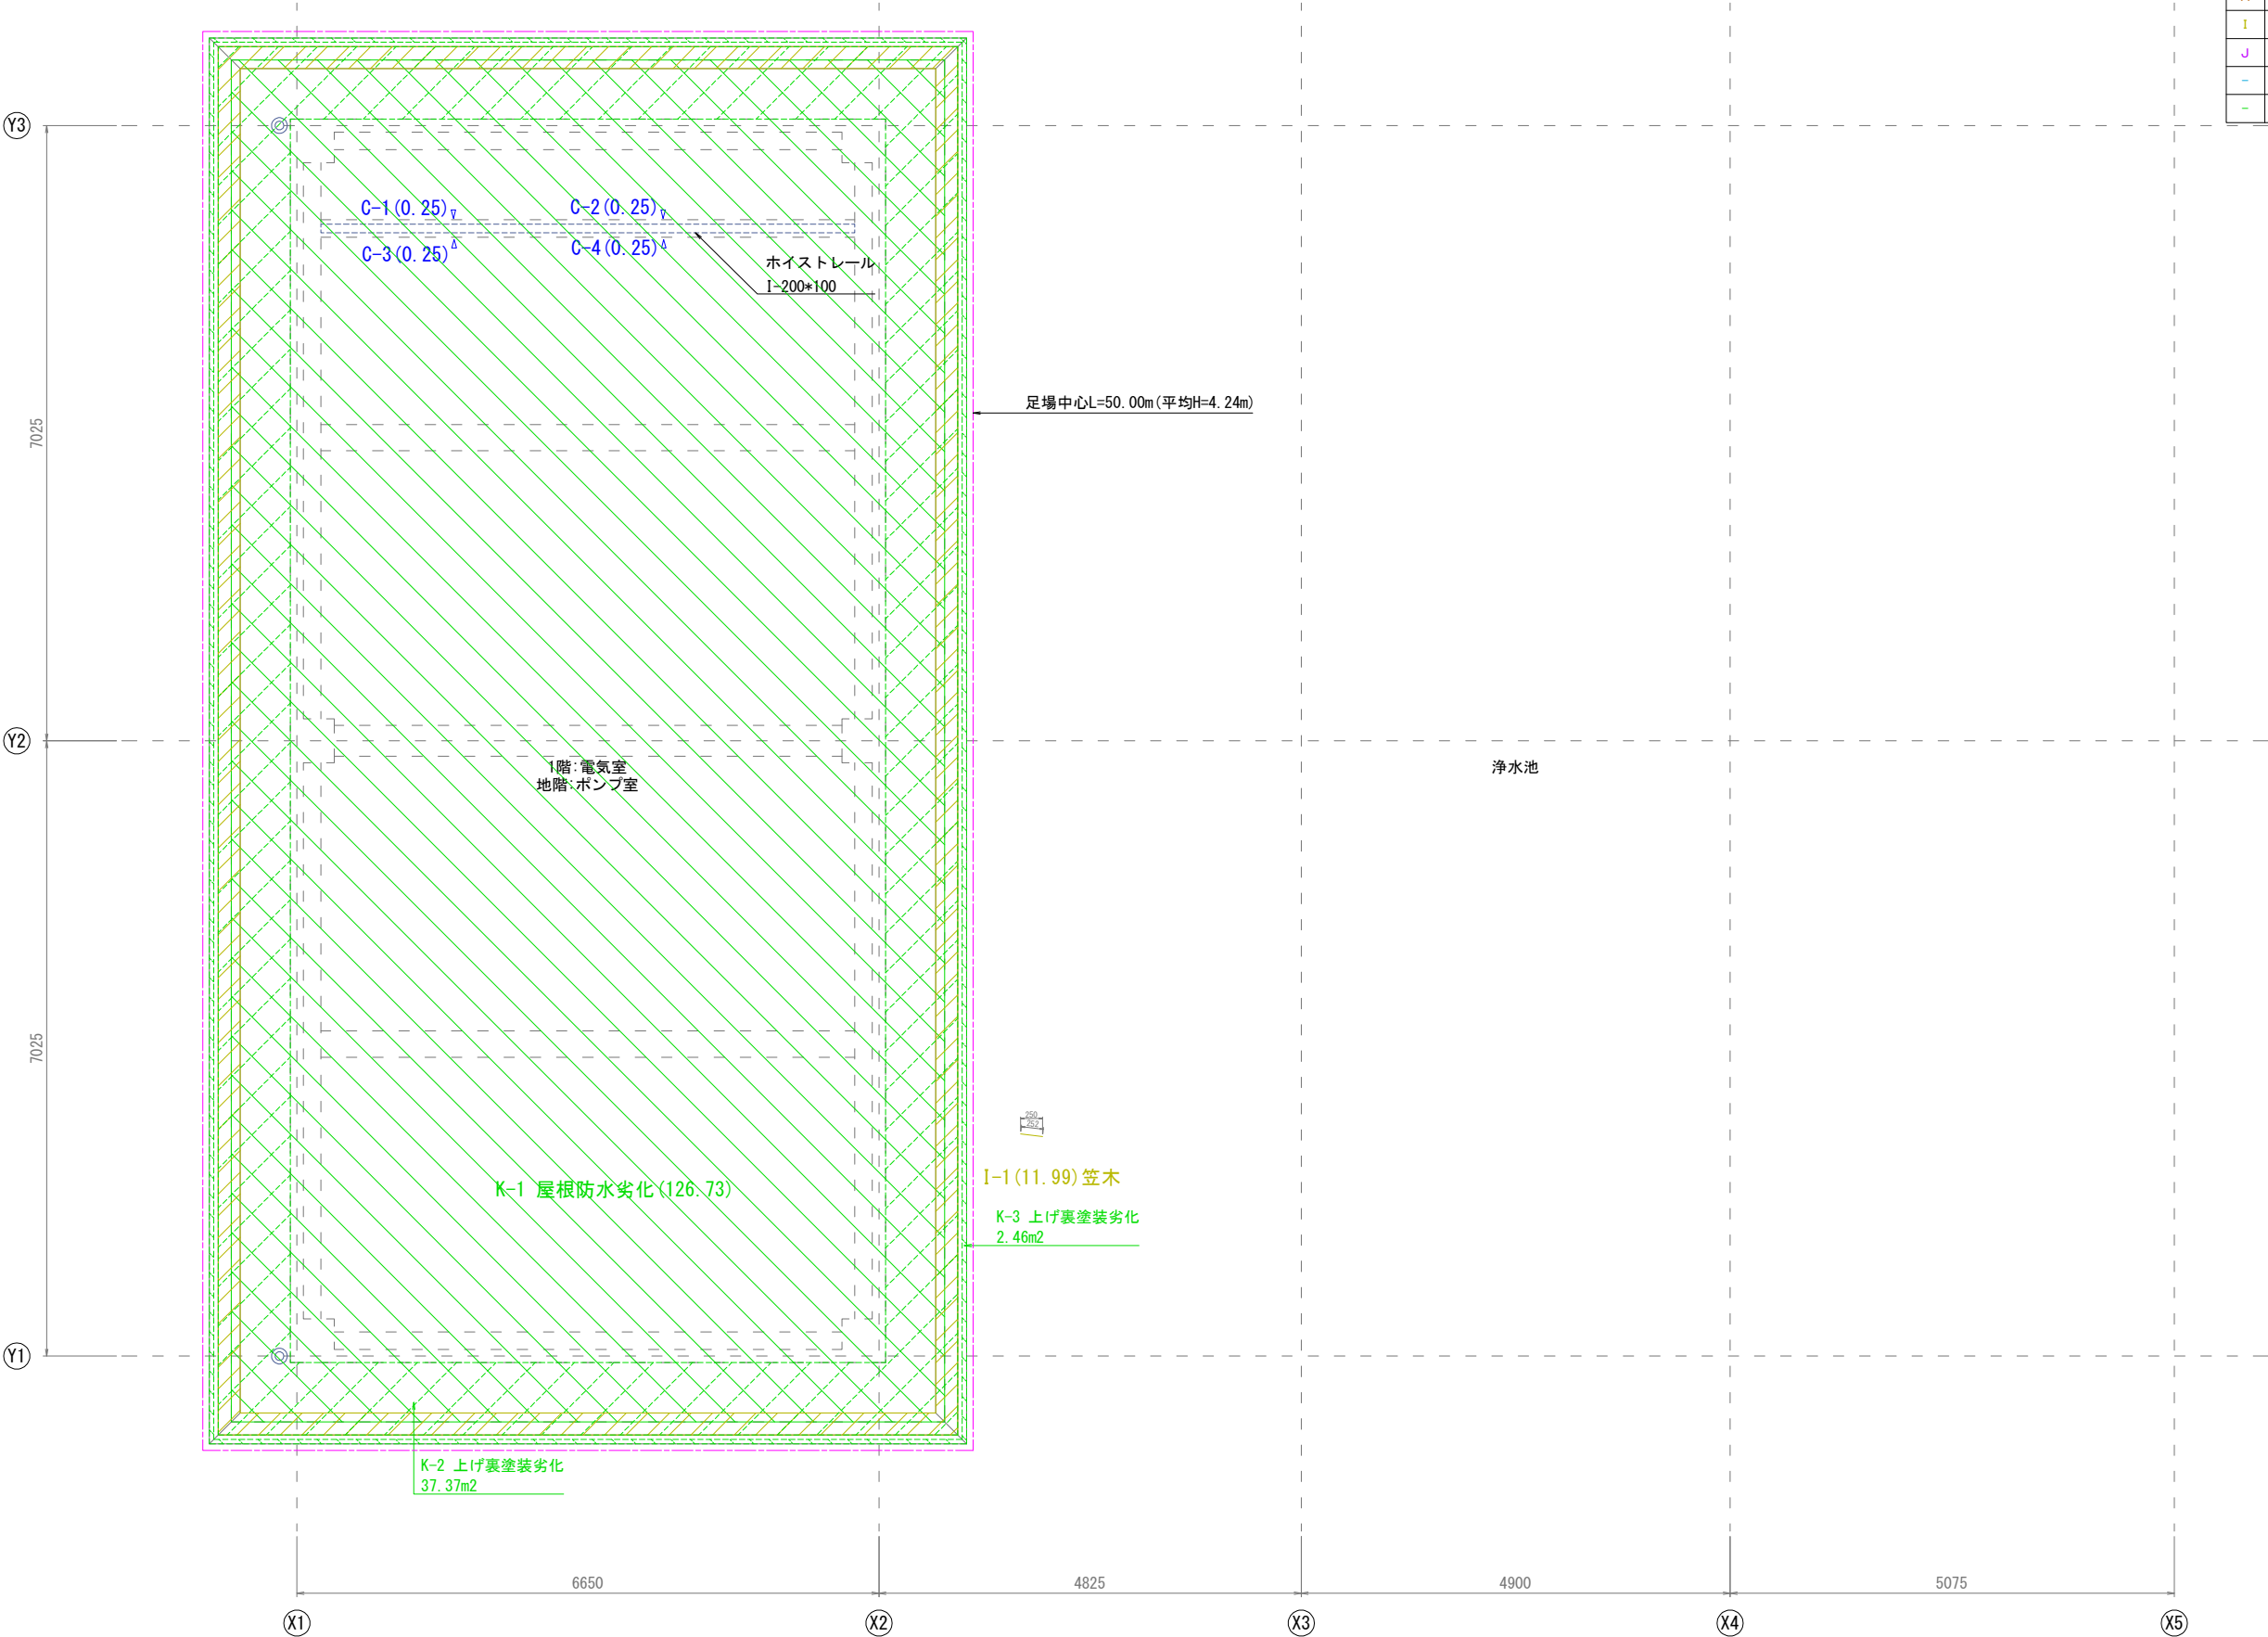 I
J
-
-
Y3
C-1(0.25)
C-2(0.25)
C-3(0.25)
C-4(0.25)
ホイストレール
I-200*100
足場中心L=50.00m(平均H=4.24m)
7025
Y2
1階:電気室
地階:ポンプ室
浄水池
7025
250
252
I-1(11.99)笠木
K-1 屋根防水劣化(126.73)
K-3 上げ裏塗装劣化
2.46m2
Y1
K-2 上げ裏塗装劣化
37.37m2
6650
4825
4900
5075
X1
X2
X3
X4
X5